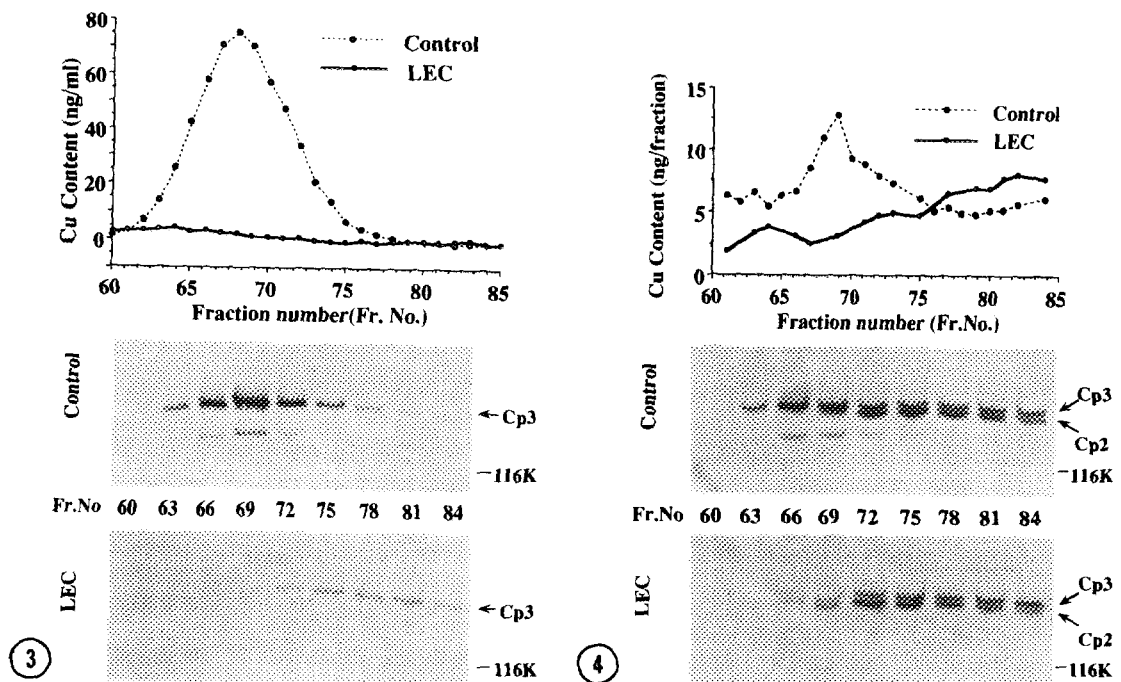 80
60
40
20
0
Cu Content (ng/ml)
Control
LEC
60 65 70 75 80 85
Fraction number(Fr. No.)
Control
Cp3
116K
Fr.No 60 63 66 69 72 75 78 81 84
LEC
Cp3
116K
3
15
10
5
0
Cu Content (ng/fraction)
Control
LEC
60 65 70 75 80 85
Fraction number (Fr.No.)
Control
Cp3
Cp2
116K
Fr.No 60 63 66 69 72 75 78 81 84
LEC
Cp3
Cp2
116K
4